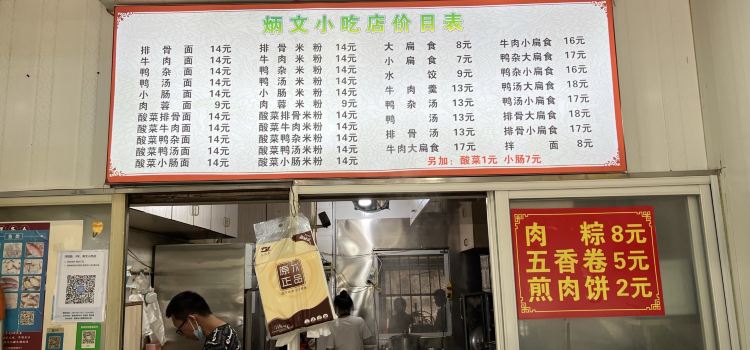 炳文小吃店价目表
排骨面 14元
牛肉面 14元
鸭杂面 14元
鸭汤面 14元
小肠面 14元
肉蓉面 9元
酸菜排骨面 14元
酸菜牛肉面 14元
酸菜鸭杂面 14元
酸菜鸭汤面 14元
酸菜小肠面 14元
排骨米粉 14元
牛肉米粉 14元
鸭杂米粉 14元
鸭汤米粉 14元
小肠米粉 14元
肉蓉米粉 9元
酸菜排骨米粉 14元
酸菜牛肉米粉 14元
酸菜鸭杂米粉 14元
酸菜鸭汤米粉 14元
酸菜小肠米粉 14元
大扁食 8元
小扁食 7元
水饺 9元
牛肉羹 13元
鸭杂汤 13元
鸭汤 13元
排骨汤 13元
牛肉大扁食 17元
牛肉小扁食 16元
鸭杂大扁食 17元
鸭杂小扁食 16元
鸭汤大扁食 18元
鸭汤小扁食 17元
排骨大扁食 18元
排骨小扁食 17元
拌面 8元
另加：酸菜1元 小肠7元
原木
正品
肉粽8元
五香卷5元
煎肉饼2元